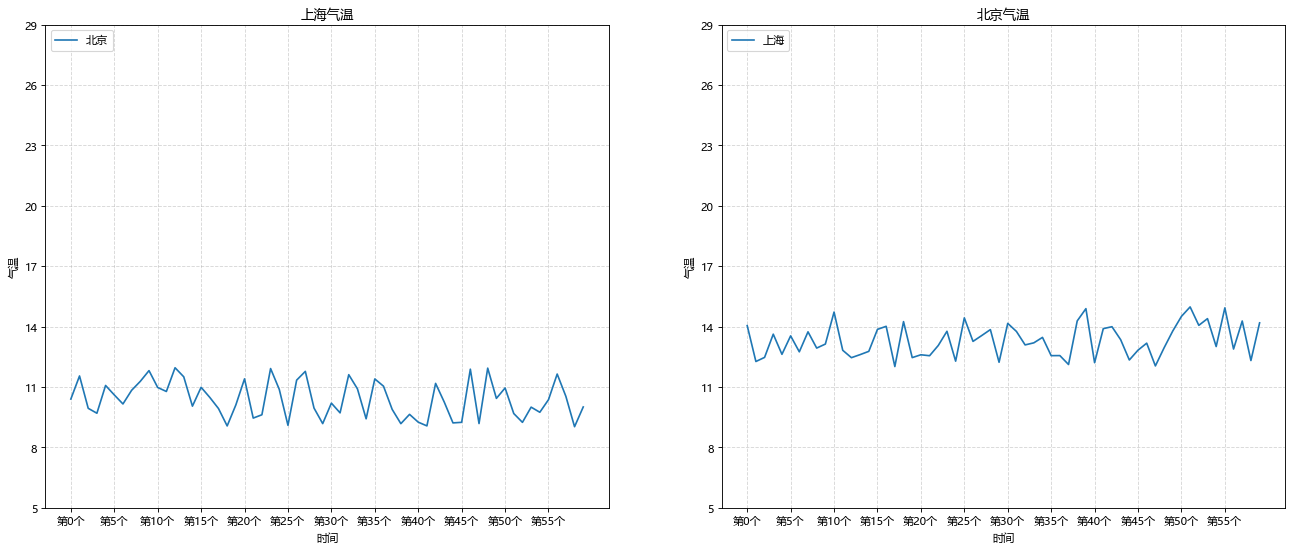 上海气温
北京
29
26
23
20
17
14
11
8
5
气温
第0个 第5个 第10个 第15个 第20个 第25个 第30个 第35个 第40个 第45个 第50个 第55个
时间
北京气温
上海
29
26
23
20
17
14
11
8
5
气温
第0个 第5个 第10个 第15个 第20个 第25个 第30个 第35个 第40个 第45个 第50个 第55个
时间